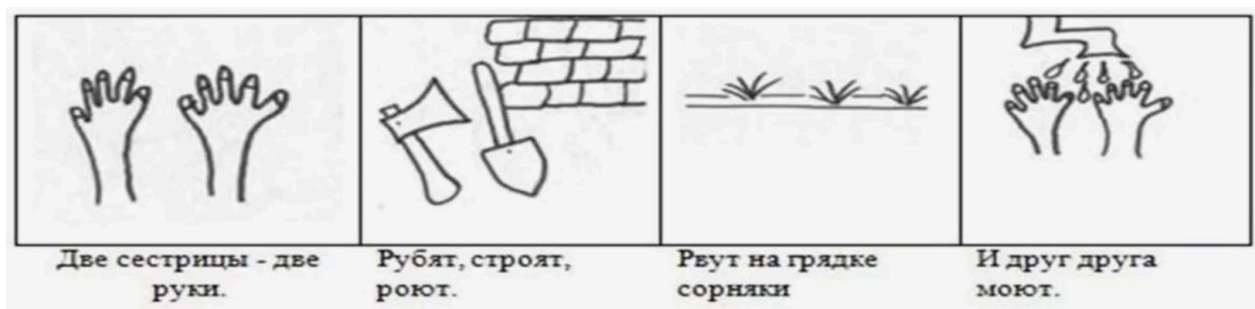 Две сестрицы - две
руки.
Рубят, строят,
роют.
Рвут на грядке
сорняки
И друг друга
моют.